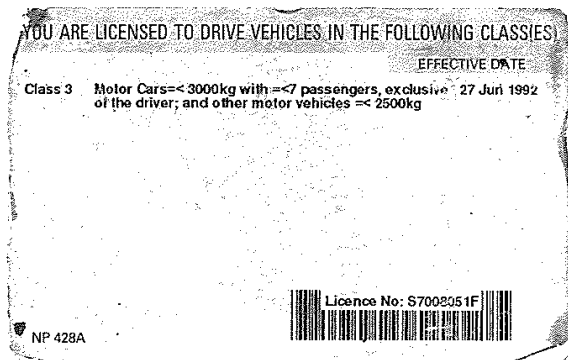 YOU ARE LICENSED TO DRIVE VEHICLES IN THE FOLLOWING CLASS(ES)
EFFECTIVE DATE
Class 3 Motor Cars=< 3000kg with =<7 passengers, exclusive 27 Jun 1992
of the driver; and other motor vehicles =< 2500kg
Licence No: S7008051F
NP 428A